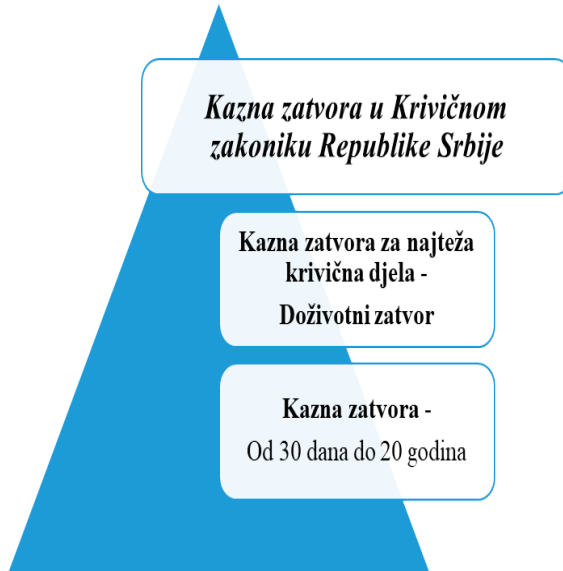 Kazna zatvora u Krivičnom
zakoniku Republike Srbije
Kazna zatvora za najteža
krivična djela -
Doživotni zatvor
Kazna zatvora -
Od 30 dana do 20 godina